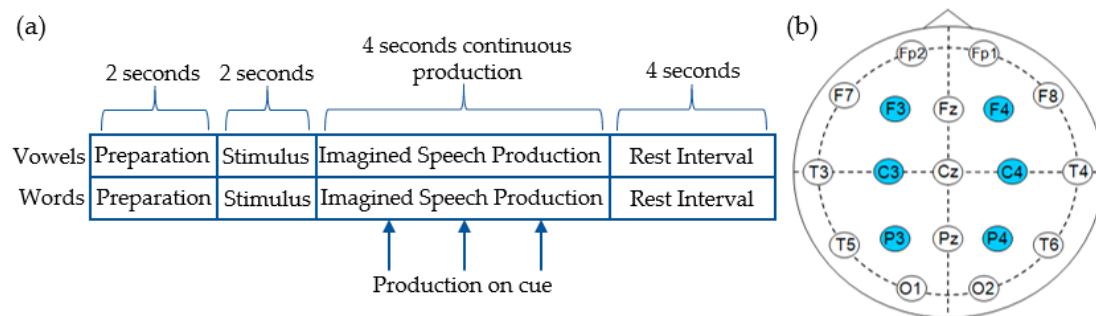 (a)
4 seconds continuous
production
2 seconds 2 seconds 4 seconds
Vowels Preparation Stimulus Imagined Speech Production Rest Interval
Words Preparation Stimulus Imagined Speech Production Rest Interval
Production on cue
(b)
Fp2 Fp1
F7 F3 Fz F4 F8
T3 C3 Cz C4 T4
T5 P3 Pz P4 T6
O1 O2